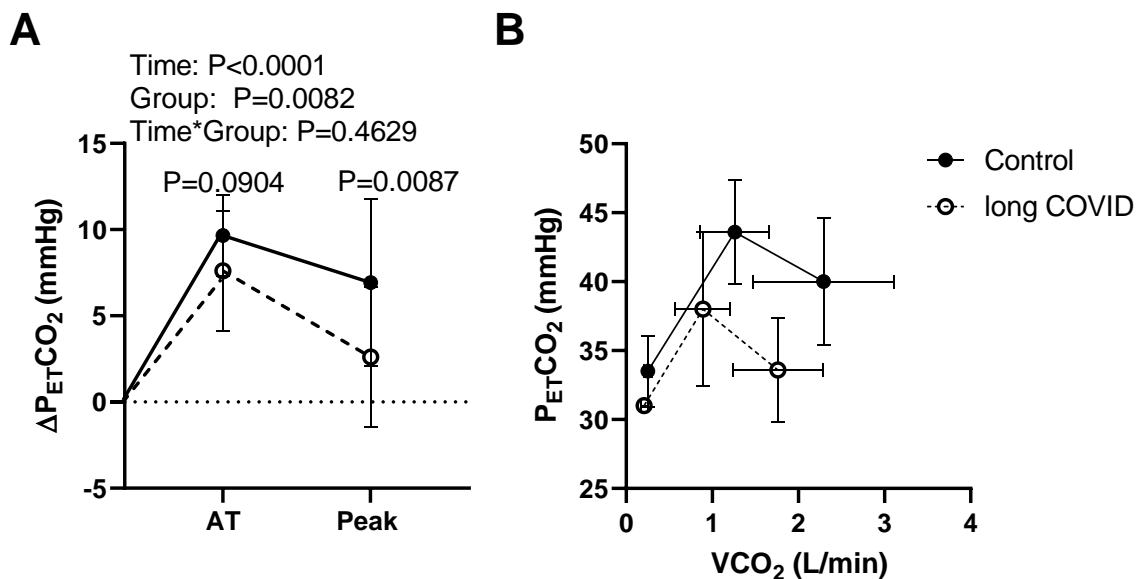 A
Time: P<0.0001
Group: P=0.0082
Time*Group: P=0.4629
P=0.0904 P=0.0087
15
10
5
0
-5
ΔP_ETCO₂ (mmHg)
AT Peak
B
50
45
40
35
30
25
P_ETCO₂ (mmHg)
0 1 2 3 4
VCO₂ (L/min)
Control
long COVID